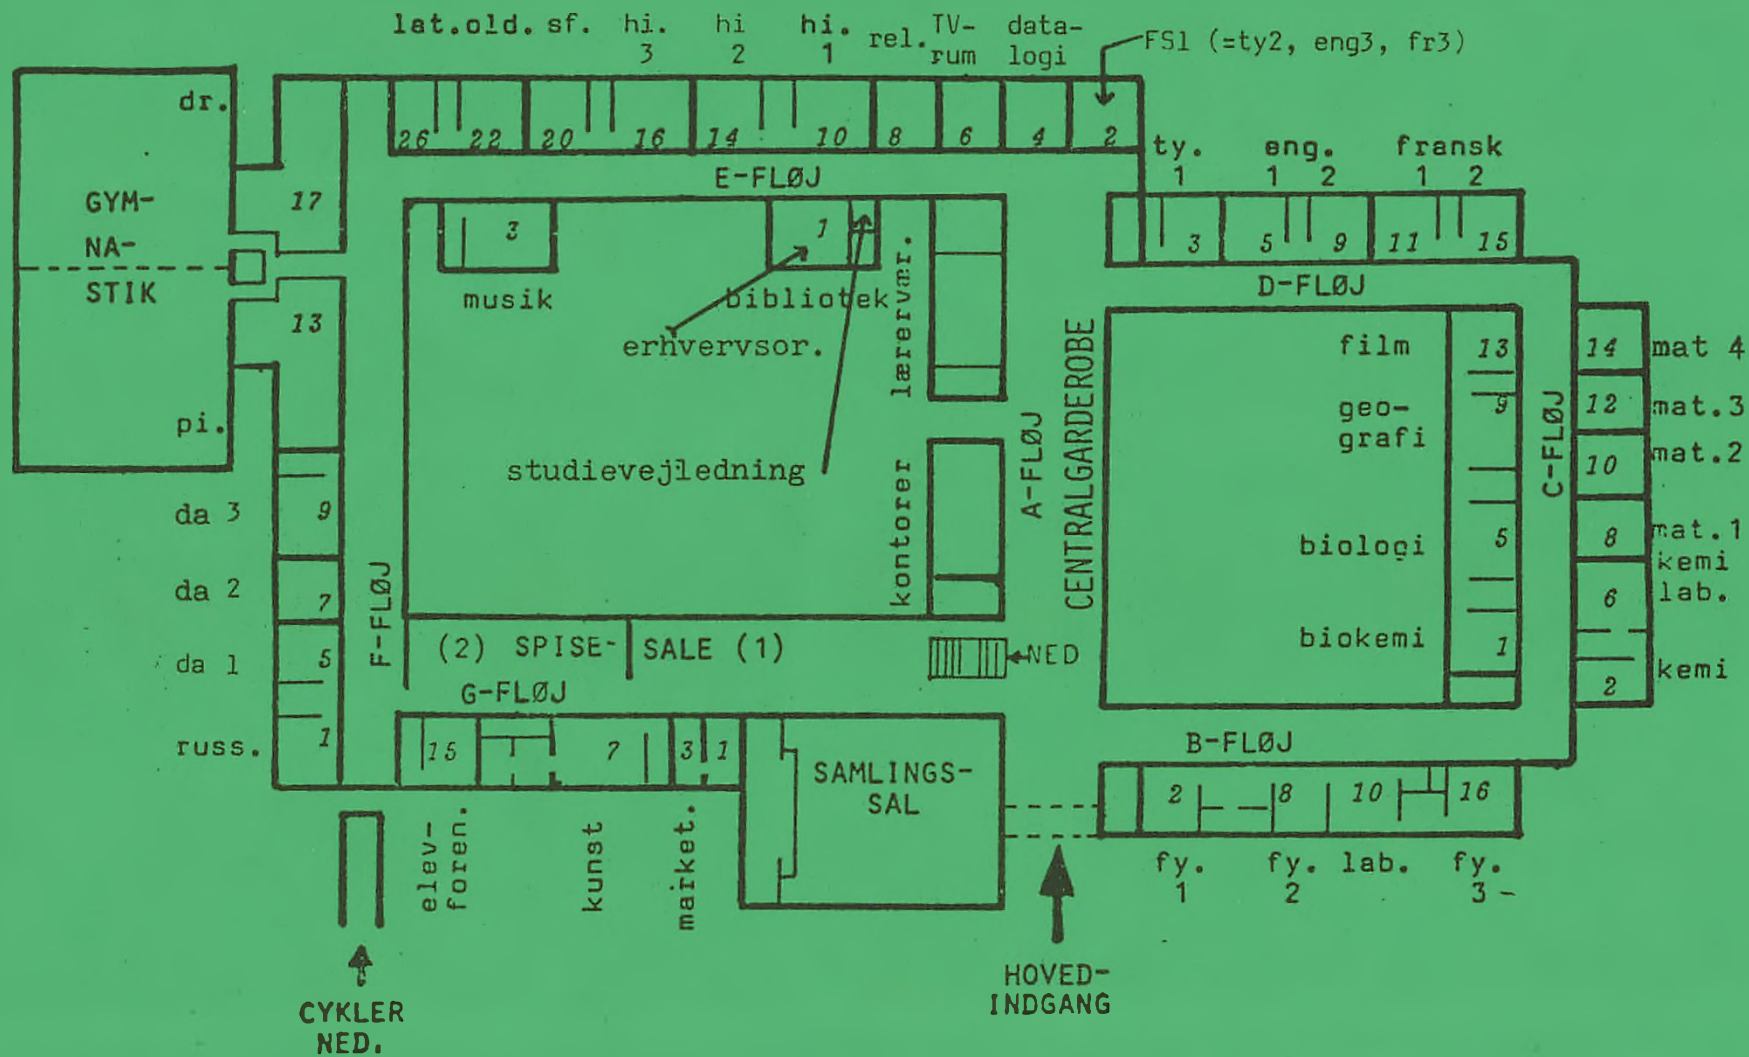 lat. old. sf. hi. 3 hi 2 hi. 1 rel. TV-rum data-logi FS1 (=ty2, eng3, fr3)
dr.
26 22 20 16 14 10 8 6 4 2
ty. 1 eng. 1 2 fransk 1 2
E-FLØJ
GYM-
NA-
STIK
17
3
1
3 5 9 11 15
musik
bibliotek
D-FLØJ
13
erhvervsor.
lærervær.
film 13
14 mat 4
geo-
grafi
9
12 mat.3
pi.
studievejledning
kontorer
A-FLØJ
CENTRALGARDEROBE
C-FLØJ
10 mat.2
da 3 9
biologi 5
8 mat.1
kemi
lab.
6
da 2 7
F-FLØJ
da 1 5
(2) SPISE- SALE (1)
NED
biokemi 1
2 kemi
G-FLØJ
russ. 1
15 7 3 1
B-FLØJ
SAMLINGS-
SAL
2 8 10 16
elev-
foren.
kunst
market.
fy. 1 fy. 2 lab. fy. 3 -
HOVED-
INDGANG
CYKLER
NED.